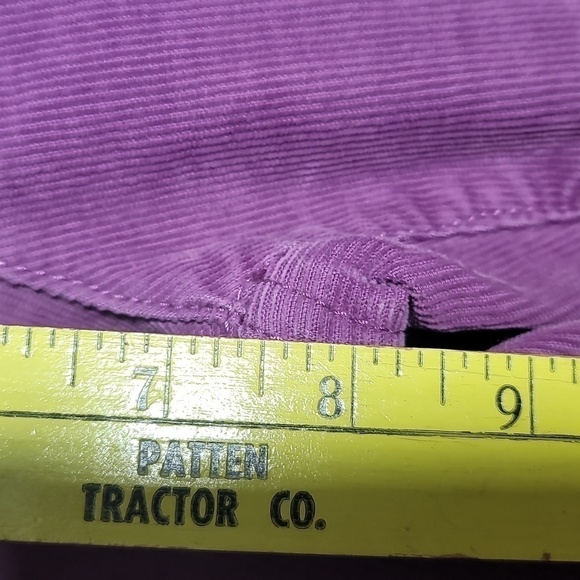 7 8 9
PATTEN
TRACTOR CO.